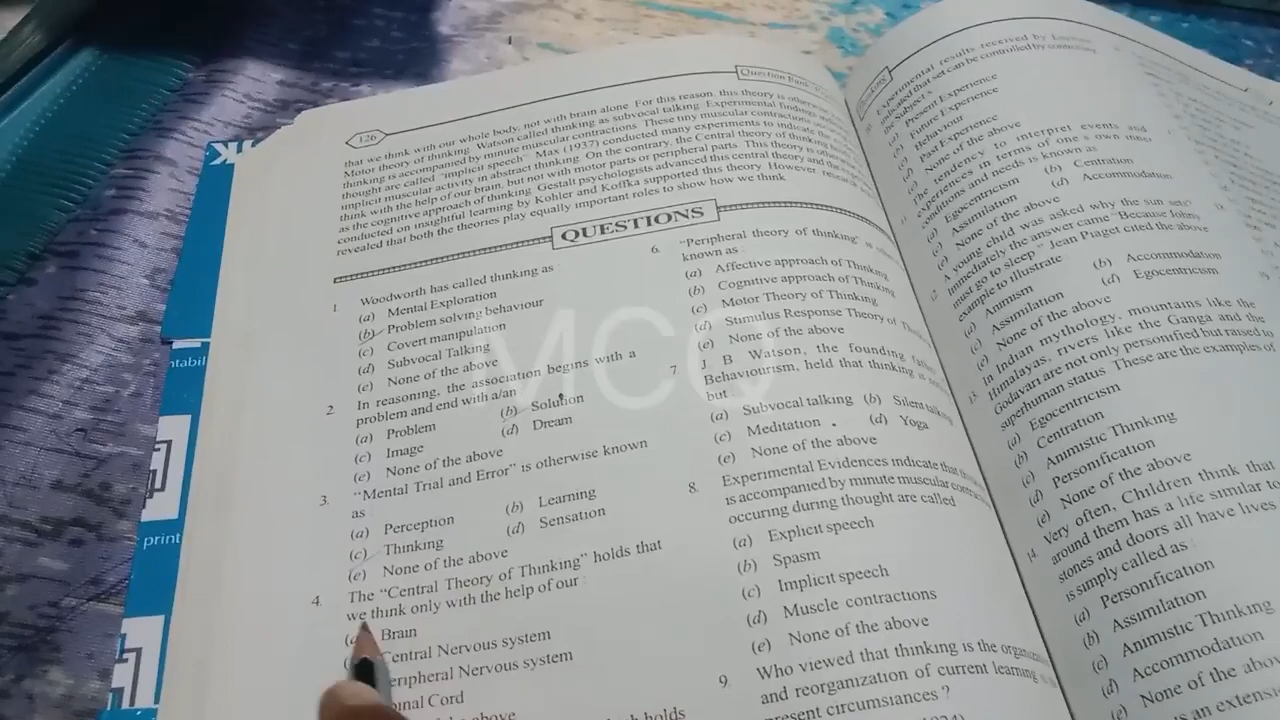 126
Question Bank
that we think with our whole body, not with brain alone. For this reason, this theory is
Motor theory of thinking. Watson called thinking as subvocal talking. Experimental findings
thinking is accompanied by minute muscular contractions. These tiny muscular contractions
thought are called "implicit speech" Max (1937) conducted many experiments to indicate the
implicit muscular activity in abstract thinking. On the contrary, the Central theory of thinking
think with the help of our brain, but not with motor parts or peripheral parts. This theory is
as the cognitive approach of thinking. Gestalt psychologists advanced this central theory and the
conducted on insightful learning by Kohler and Koffka supported this theory. However
revealed that both the theories play equally important roles to show how we think
QUESTIONS
1. Woodworth has called thinking as :
(a) Mental Exploration
(b) Problem solving behaviour
(c) Covert manipulation
(d) Subvocal Talking
(e) None of the above
2. In reasoning, the association begins with a
problem and end with a/an
(a) Problem (b) Solution
(c) Image (d) Dream
(e) None of the above
3. "Mental Trial and Error" is otherwise known
as :
(a) Perception (b) Learning
(c) Thinking (d) Sensation
(e) None of the above
4. The "Central Theory of Thinking" holds that
we think only with the help of our :
Brain
Central Nervous system
Peripheral Nervous system
Cord
above
holds
6. "Peripheral theory of thinking" is
known as :
(a) Affective approach of Thinking
(b) Cognitive approach of Thinking
(c) Motor Theory of Thinking
(d) Stimulus Response Theory of
(e) None of the above
7. J B Watson, the founding
Behaviourism, held that thinking is
but
(a) Subvocal talking (b) Silent
(c) Meditation (d) Yoga
(e) None of the above
8. Experimental Evidences indicate that
is accompanied by minute muscular
occuring during thought are called
(a) Explicit speech
(b) Spasm
(c) Implicit speech
(d) Muscle contractions
(e) None of the above
9. Who viewed that thinking is the
and reorganization of current learning
present circumsiances ?
Thinking
Experimental results received by
indicated that set can be controlled by
the Subject's
Present Experience
Future Experience
Behaviour
Past Experience
None of the above
The tendency to interpret events and
experiences in terms of one's own
conditions and needs is known as
Egocentrism (b) Centration
Assimilation (d) Accommodation
None of the above
A young child was asked why the sun sets
Immediately the answer came "Because
must go to sleep" Jean Piaget cited the above
example to illustrate
(a) Animism (b) Accommodation
(c) Assimilation (d) Egocentricism
(e) None of the above
13. In Indian mythology, mountains like the
Himalayas, rivers like the Ganga and the
Godavari are not only personified but raised to
superhuman status These are the examples of
(a) Egocentricism
(b) Centration
(c) Animistic Thinking
(d) Personification
(e) None of the above
14. Very often, Children think that
around them has a life similar to
stones and doors all have lives
is simply called as :
(a) Personification
(b) Assimilation
(c) Animistic Thinking
(d) Accommodation
(e) None of the above
an
MCQ
print